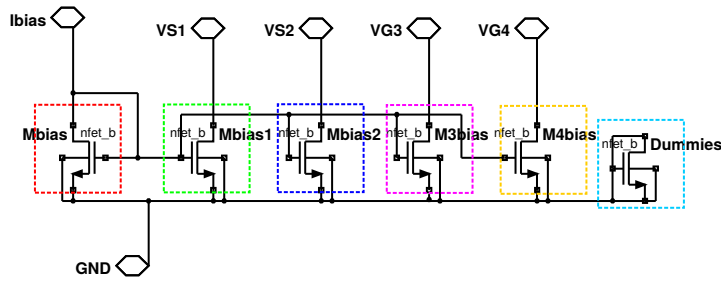 Ibias
VS1
VS2
VG3
VG4
Mbias
nfet_b
nfet_b
Mbias1
nfet_b
Mbias2
nfet_b
M3bias
nfet_b
M4bias
nfet_b
Dummies
GND